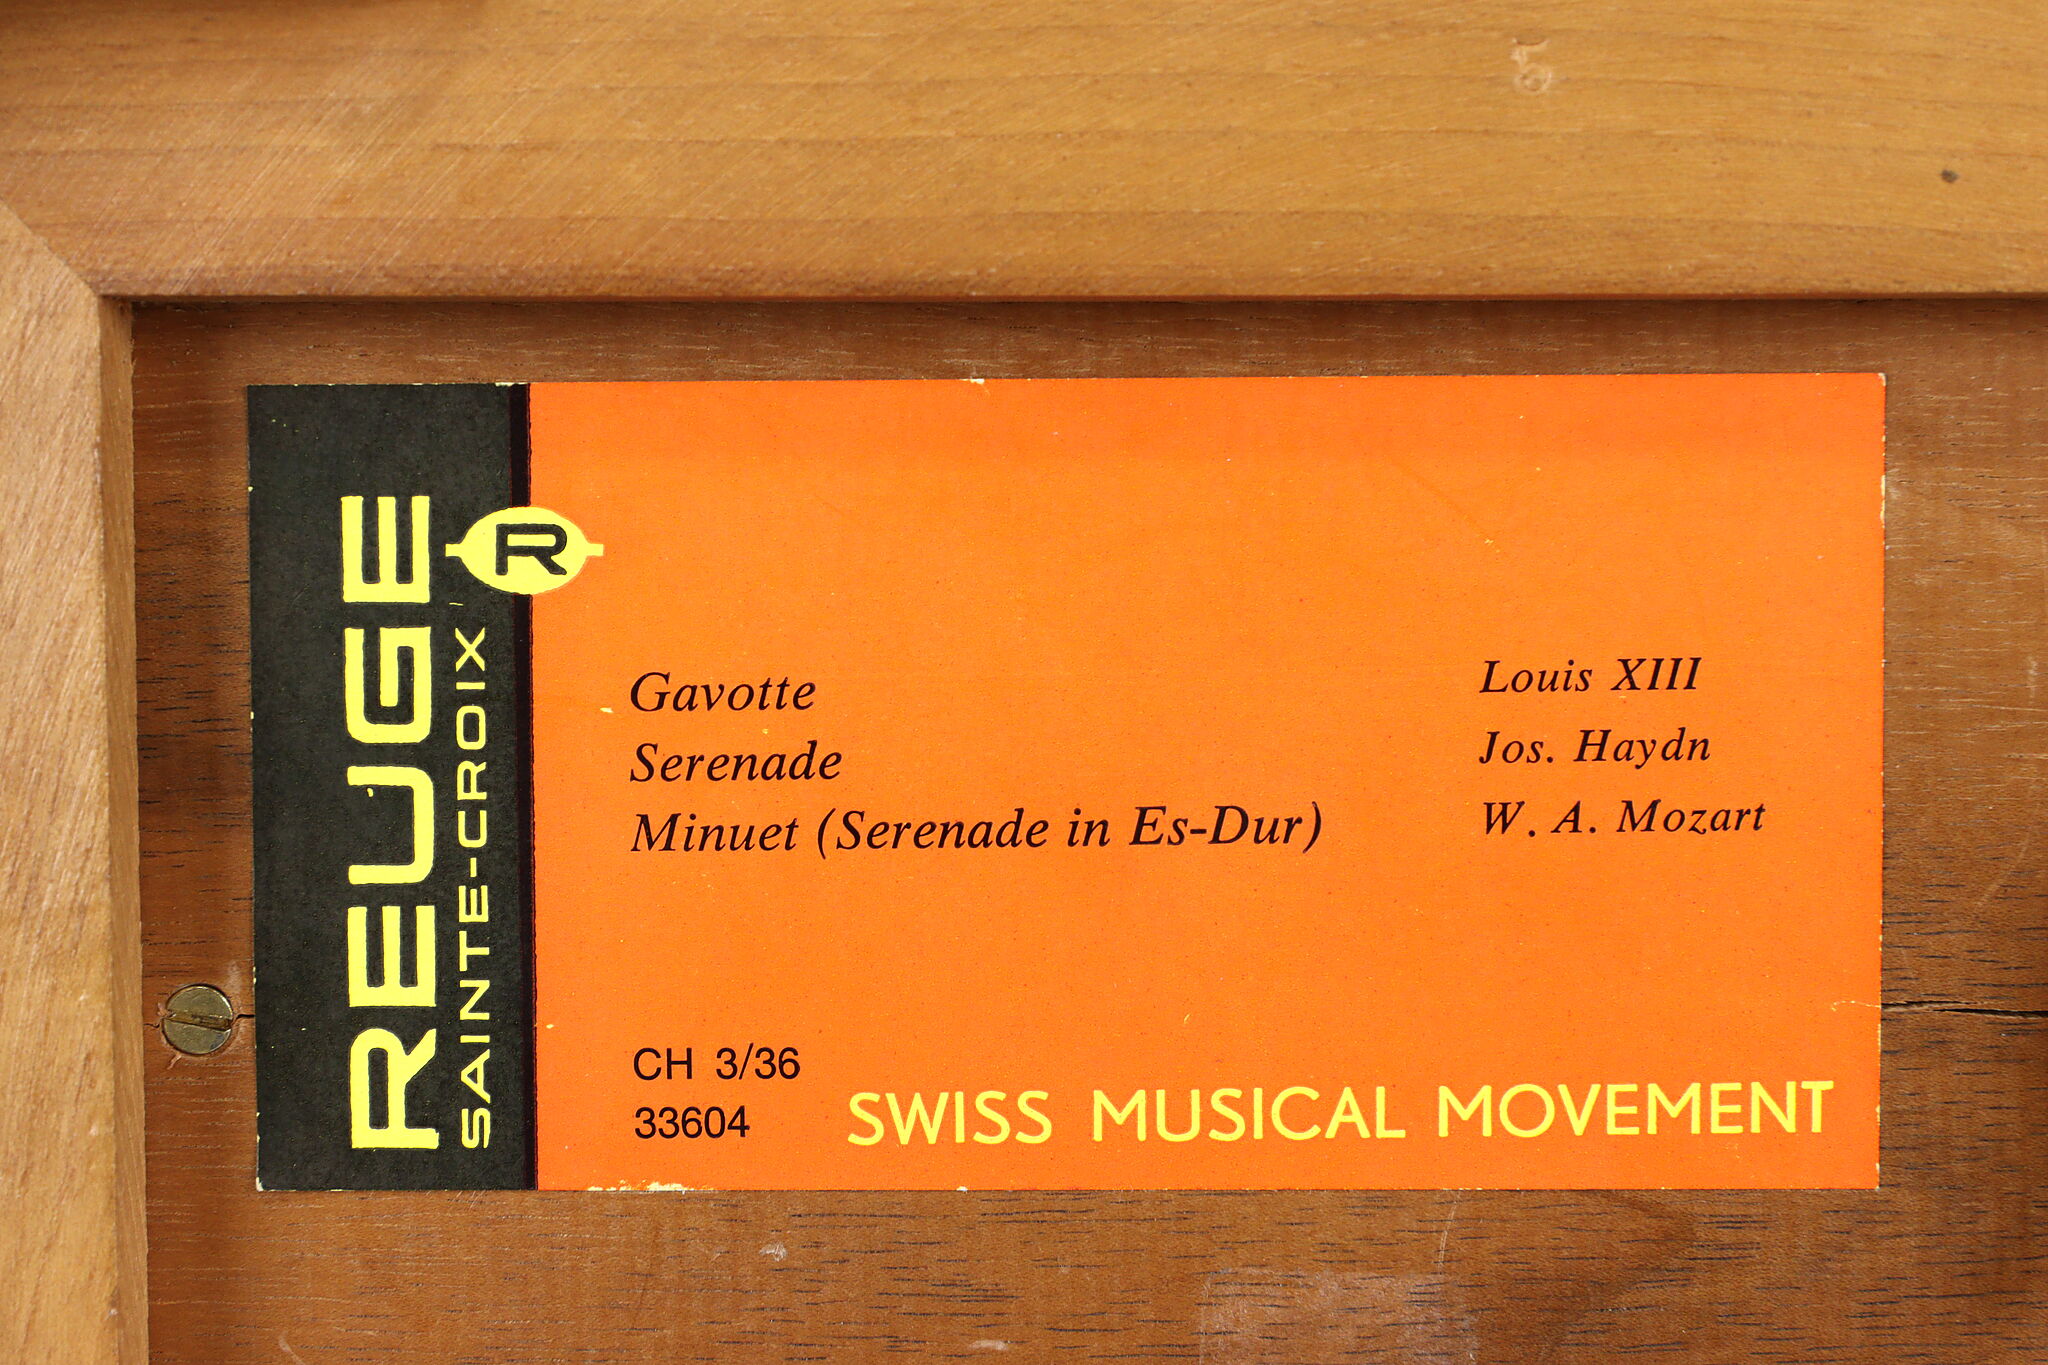 REUGE
SAINTE-CROIX
R
Gavotte Louis XIII
Serenade Jos. Haydn
Minuet (Serenade in Es-Dur) W. A. Mozart
CH 3/36
33604
SWISS MUSICAL MOVEMENT